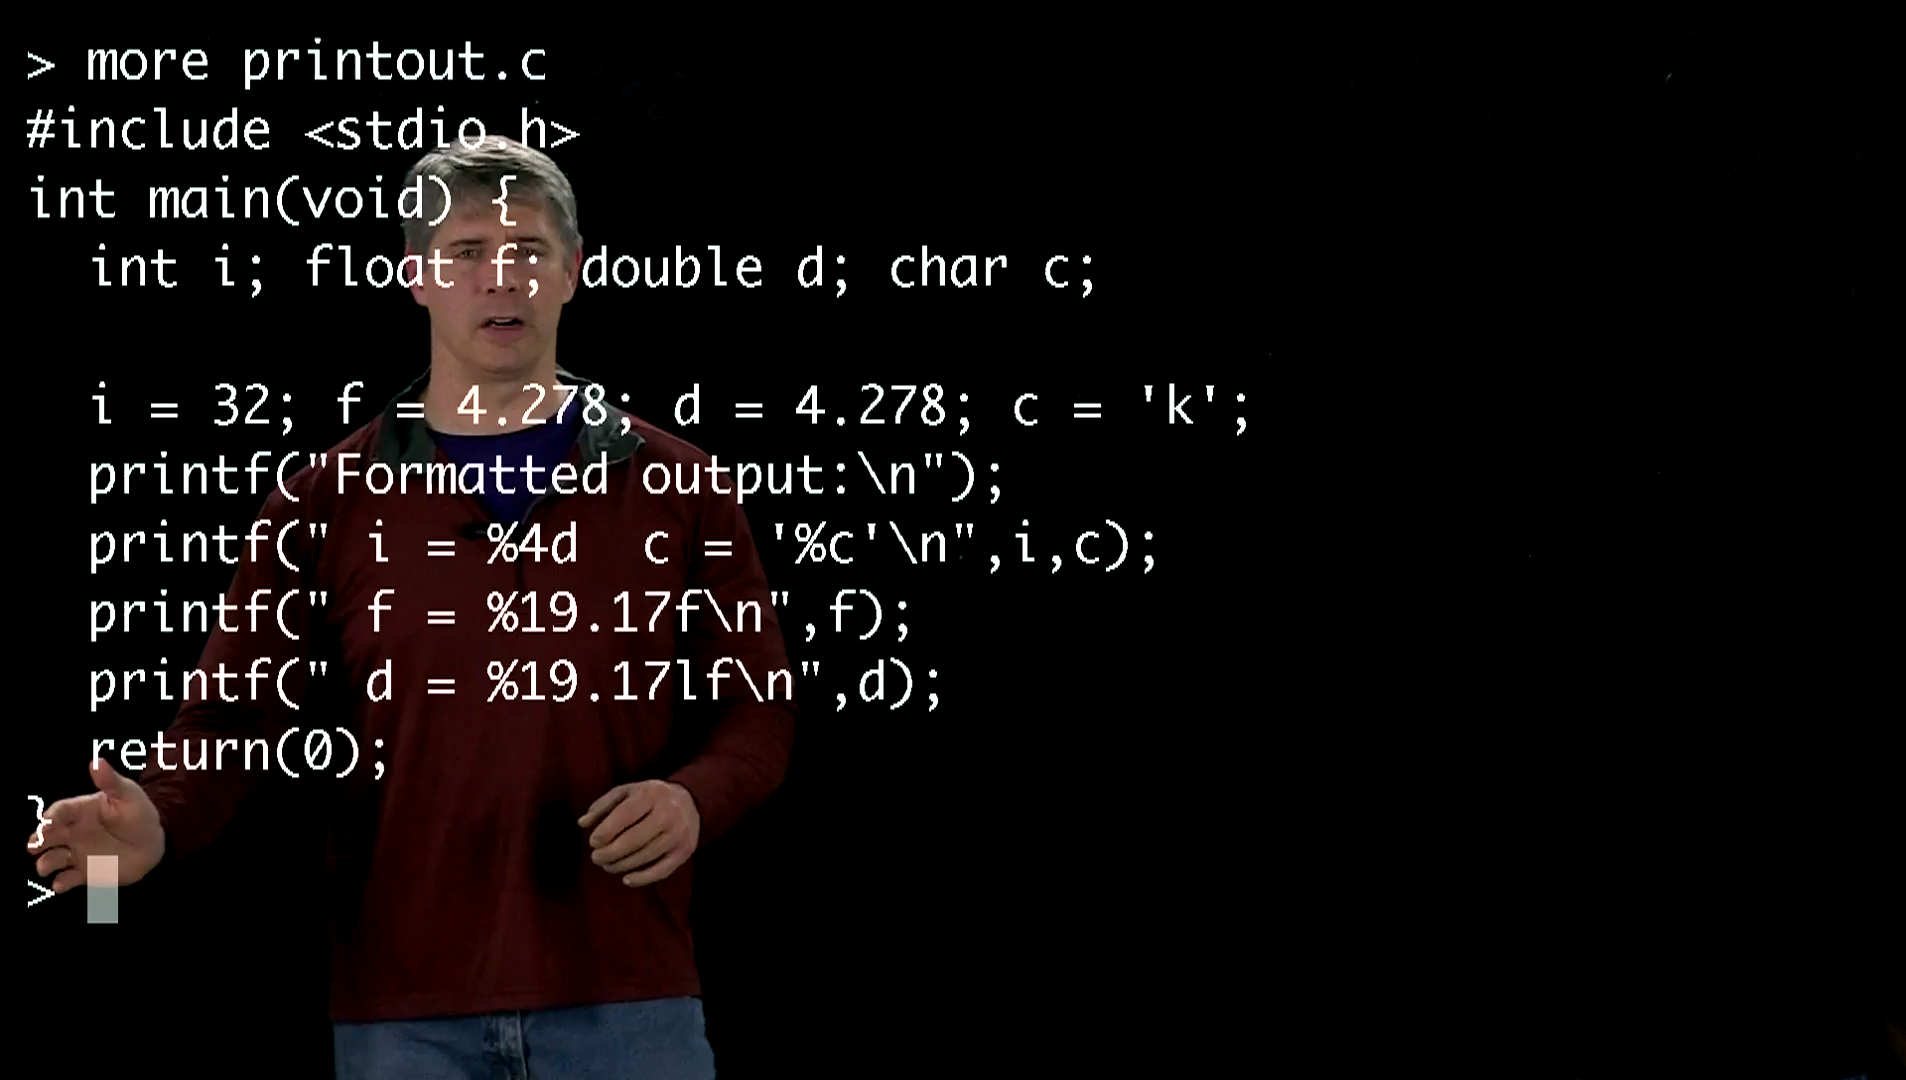 > more printout.c
#include <stdio.h>
int main(void) {
  int i; float f; double d; char c;
  i = 32; f = 4.278; d = 4.278; c = 'k';
  printf("Formatted output:\n");
  printf(" i = %4d  c = '%c'\n",i,c);
  printf(" f = %19.17f\n",f);
  printf(" d = %19.17lf\n",d);
  return(0);
}
>